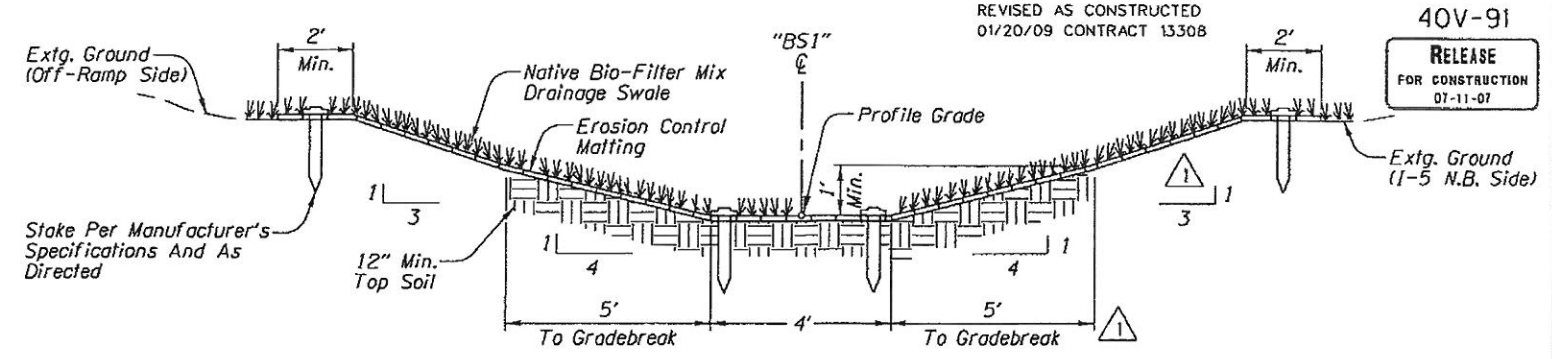 REVISED AS CONSTRUCTED
01/20/09 CONTRACT 13308
40V-91
RELEASE
FOR CONSTRUCTION
07-11-07
Extg. Ground
(Off-Ramp Side)
2'
Min.
Native Bio-Filter Mix
Drainage Swale
Erosion Control
Matting
"BS1"
℄
Profile Grade
2'
Min.
Extg. Ground
(I-5 N.B. Side)
1
3
1'
Min.
1
1
3
Stake Per Manufacturer's
Specifications And As
Directed
12" Min.
Top Soil
1
4
1
4
5'
To Gradebreak
4'
5'
To Gradebreak
1